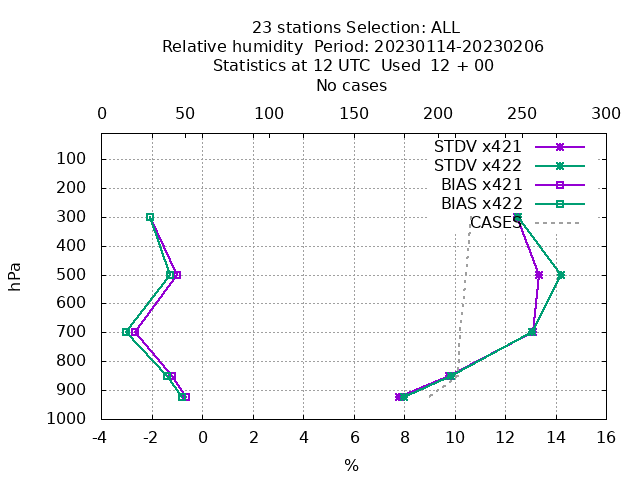 23 stations Selection: ALL
Relative humidity  Period: 20230114-20230206
Statistics at 12 UTC  Used  12 + 00
No cases
0 50 100 150 200 250 300
STDV x421
STDV x422
BIAS x421
BIAS x422
CASES
100
200
300
400
500
600
700
800
900
1000
hPa
-4 -2 0 2 4 6 8 10 12 14 16
%